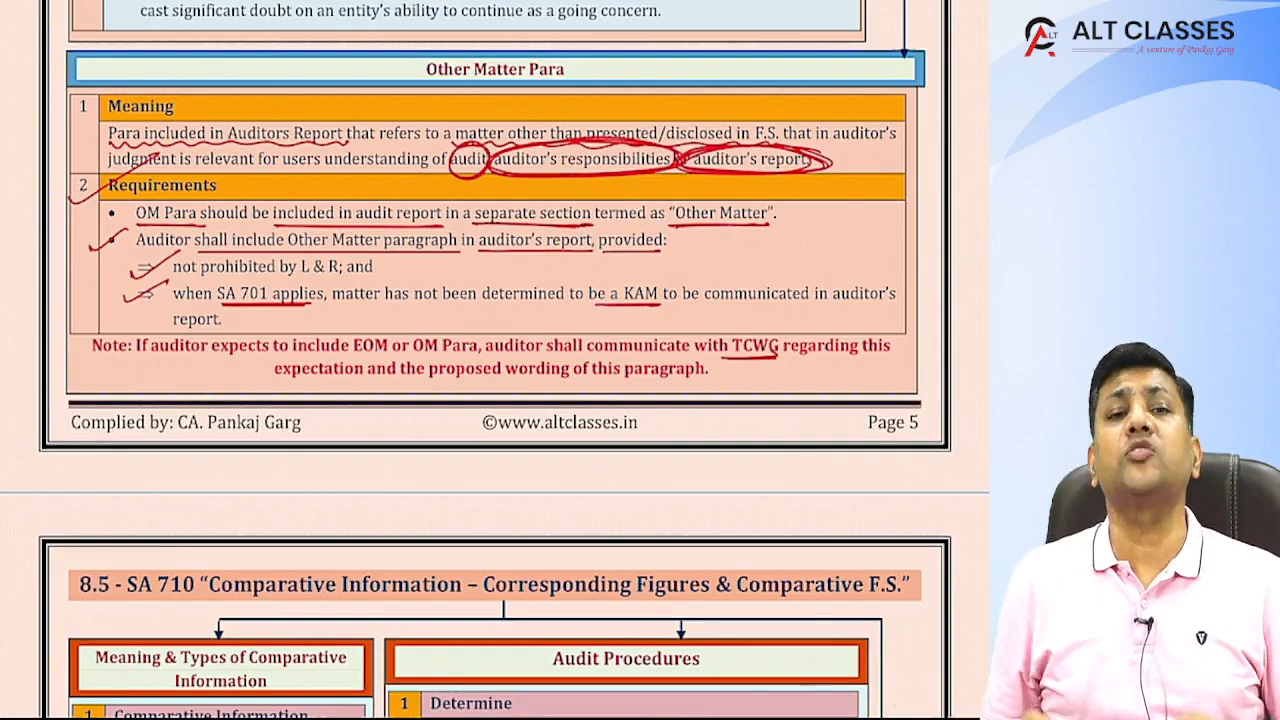 cast significant doubt on an entity's ability to continue as a going concern.
ALT CLASSES
A venture of Pankaj Garg
Other Matter Para
1 Meaning
Para included in Auditors Report that refers to a matter other than presented/disclosed in F.S. that in auditor's
judgment is relevant for users understanding of audit, auditor's responsibilities or auditor's report.
2 Requirements
• OM Para should be included in audit report in a separate section termed as "Other Matter".
• Auditor shall include Other Matter paragraph in auditor's report, provided:
⇒ not prohibited by L & R; and
⇒ when SA 701 applies, matter has not been determined to be a KAM to be communicated in auditor's
report.
Note: If auditor expects to include EOM or OM Para, auditor shall communicate with TCWG regarding this
expectation and the proposed wording of this paragraph.
Complied by: CA. Pankaj Garg ©www.altclasses.in Page 5
8.5 - SA 710 "Comparative Information – Corresponding Figures & Comparative F.S."
Meaning & Types of Comparative
Information
Audit Procedures
1 Comparative Information
1 Determine